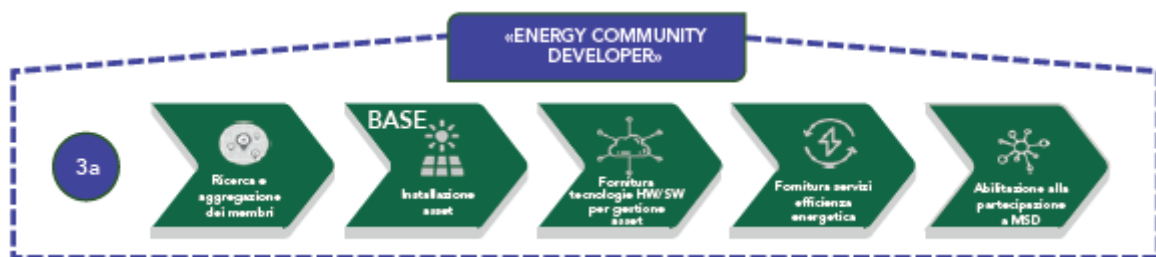 «ENERGY COMMUNITY
DEVELOPER»
3a
Ricerca e
aggregazione
dei membri
BASE
Installazione
asset
Fornitura
tecnologie HW/SW
per gestione
asset
Fornitura servizi
efficienza
energetica
Abilitazione alla
partecipazione
a MSD